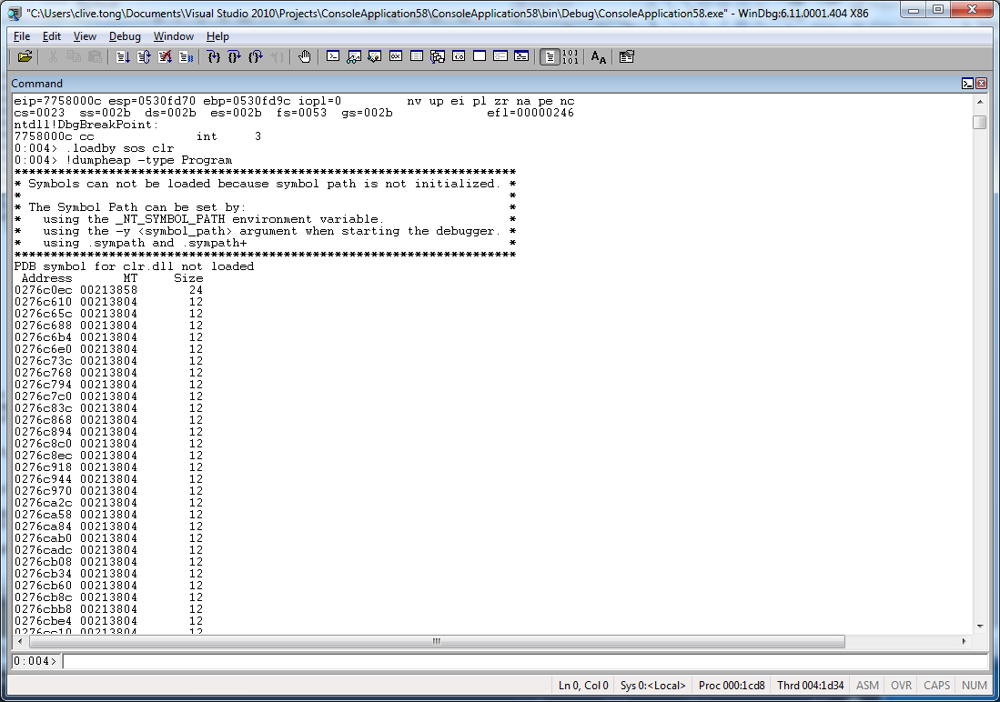 "C:\Users\clive.tong\Documents\Visual Studio 2010\Projects\ConsoleApplication58\ConsoleApplication58\bin\Debug\ConsoleApplication58.exe" - WinDbg:6.11.0001.404 X86
File Edit View Debug Window Help
Command
eip=7758000c esp=0530fd70 ebp=0530fd9c iopl=0 nv up ei pl zr na pe nc
cs=0023 ss=002b ds=002b es=002b fs=0053 gs=002b efl=00000246
ntdll!DbgBreakPoint:
7758000c cc int 3
0:004> .loadby sos clr
0:004> !dumpheap -type Program
*********************************************************************
* Symbols can not be loaded because symbol path is not initialized. *
* *
* The Symbol Path can be set by: *
* using the _NT_SYMBOL_PATH environment variable. *
* using the -y <symbol_path> argument when starting the debugger. *
* using .sympath and .sympath+ *
*********************************************************************
PDB symbol for clr.dll not loaded
Address MT Size
0276c0ec 00213858 24
0276c610 00213804 12
0276c65c 00213804 12
0276c688 00213804 12
0276c6b4 00213804 12
0276c6e0 00213804 12
0276c73c 00213804 12
0276c768 00213804 12
0276c794 00213804 12
0276c7c0 00213804 12
0276c83c 00213804 12
0276c868 00213804 12
0276c894 00213804 12
0276c8c0 00213804 12
0276c8ec 00213804 12
0276c918 00213804 12
0276c944 00213804 12
0276c970 00213804 12
0276ca2c 00213804 12
0276ca58 00213804 12
0276ca84 00213804 12
0276cab0 00213804 12
0276cadc 00213804 12
0276cb08 00213804 12
0276cb34 00213804 12
0276cb60 00213804 12
0276cb8c 00213804 12
0276cbb8 00213804 12
0276cbe4 00213804 12
0276cc10 00213804 12
0:004>
Ln 0, Col 0 Sys 0:<Local> Proc 000:1cd8 Thrd 004:1d34 ASM OVR CAPS NUM